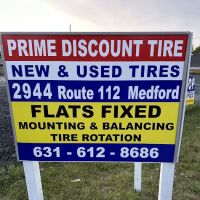 PRIME DISCOUNT TIRE
NEW & USED TIRES
2944 Route 112 Medford
FLATS FIXED
MOUNTING & BALANCING
TIRE ROTATION
631 - 612 - 8686